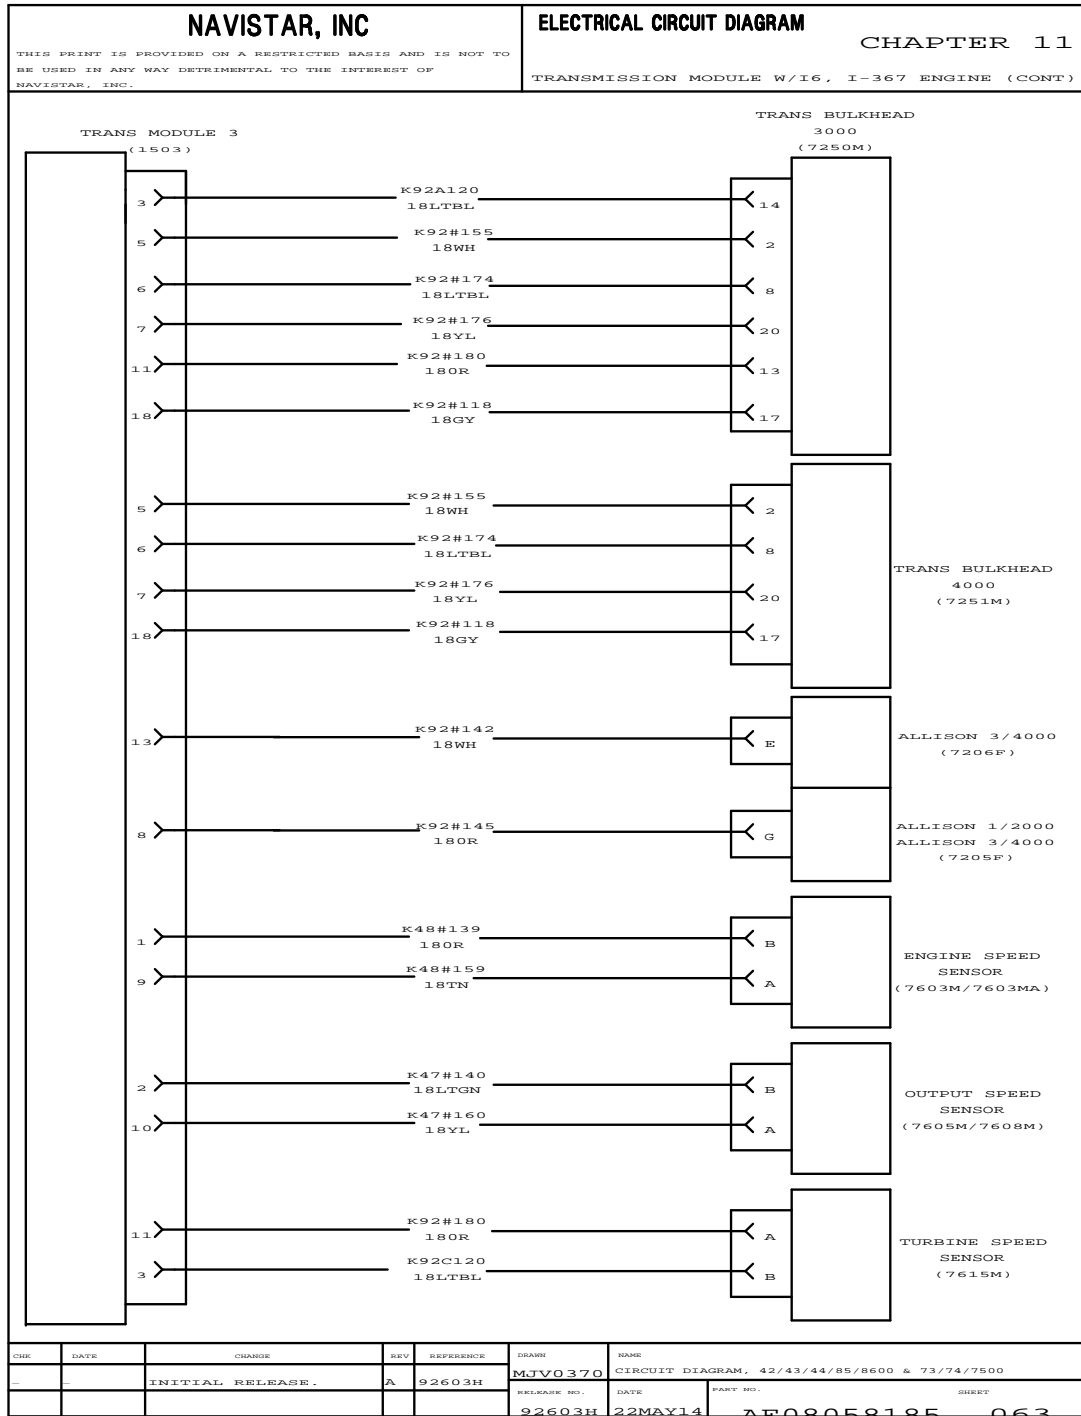 NAVISTAR, INC
THIS PRINT IS PROVIDED ON A RESTRICTED BASIS AND IS NOT TO
BE USED IN ANY WAY DETRIMENTAL TO THE INTEREST OF
NAVISTAR, INC.
ELECTRICAL CIRCUIT DIAGRAM
CHAPTER 11
TRANSMISSION MODULE W/I6, I-367 ENGINE (CONT)
TRANS MODULE 3
(1503)
TRANS BULKHEAD
3000
(7250M)
3 K92A120 14
18LTBL
5 K92#155 2
18WH
6 K92#174 8
18LTBL
7 K92#176 20
18YL
11 K92#180 13
18OR
18 K92#118 17
18GY
5 K92#155 2
18WH
6 K92#174 8
18LTBL
TRANS BULKHEAD
4000
(7251M)
7 K92#176 20
18YL
18 K92#118 17
18GY
13 K92#142 E
18WH
ALLISON 3/4000
(7206F)
8 K92#145 G
18OR
ALLISON 1/2000
ALLISON 3/4000
(7205F)
1 K48#139 B
18OR
9 K48#159 A
18TN
ENGINE SPEED
SENSOR
(7603M/7603MA)
2 K47#140 B
18LTGN
10 K47#160 A
18YL
OUTPUT SPEED
SENSOR
(7605M/7608M)
11 K92#180 A
18OR
3 K92C120 B
18LTBL
TURBINE SPEED
SENSOR
(7615M)
CHK DATE CHANGE REV REFERENCE
- - INITIAL RELEASE. A 92603H
DRAWN
MJV0370
NAME
CIRCUIT DIAGRAM, 42/43/44/85/8600 & 73/74/7500
RELEASE NO.
92603H
DATE
22MAY14
PART NO.
AF08058185
SHEET
063